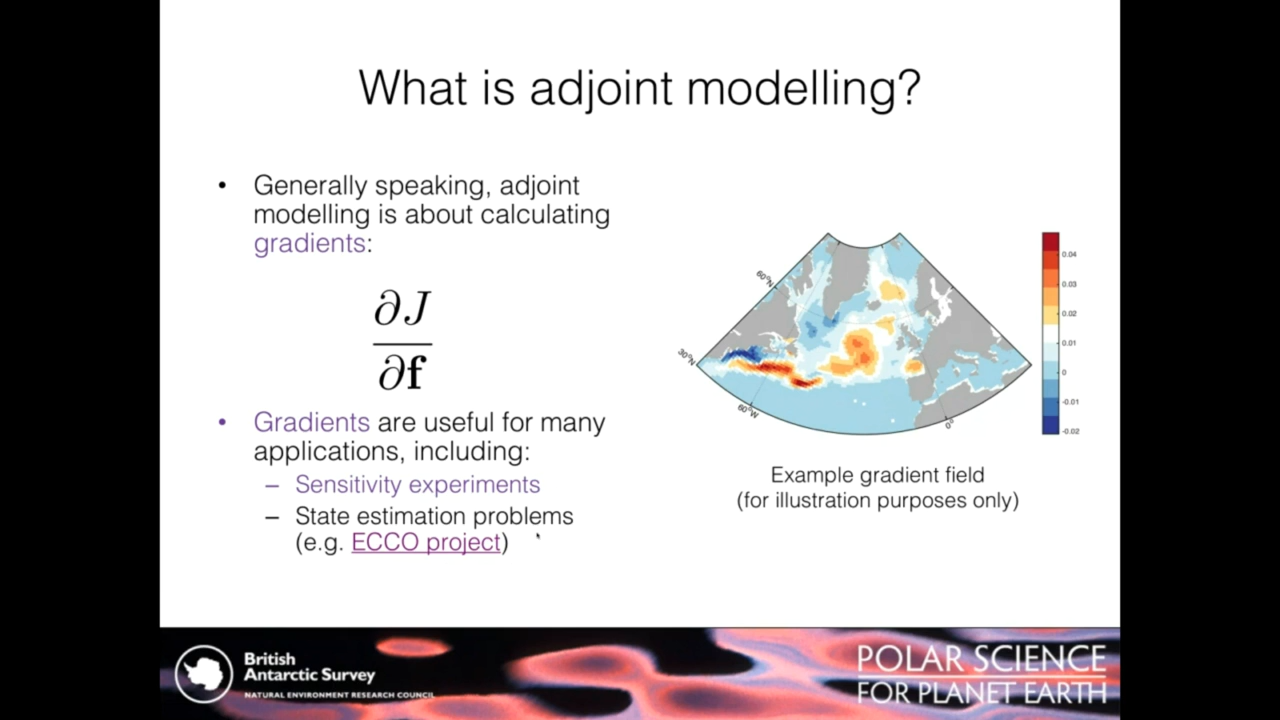 What is adjoint modelling?
• Generally speaking, adjoint
modelling is about calculating
gradients:
∂J
∂f
• Gradients are useful for many
applications, including:
– Sensitivity experiments
– State estimation problems
(e.g. ECCO project)
60°N
30°N
60°W
0°
0.04
0.03
0.02
0.01
0
-0.01
-0.02
Example gradient field
(for illustration purposes only)
British
Antarctic Survey
NATURAL ENVIRONMENT RESEARCH COUNCIL
POLAR SCIENCE
FOR PLANET EARTH